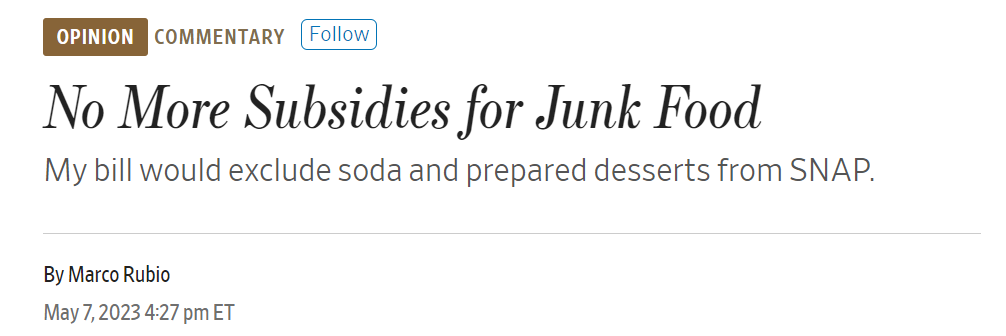 OPINION COMMENTARY Follow
No More Subsidies for Junk Food
My bill would exclude soda and prepared desserts from SNAP.
By Marco Rubio
May 7, 2023 4:27 pm ET